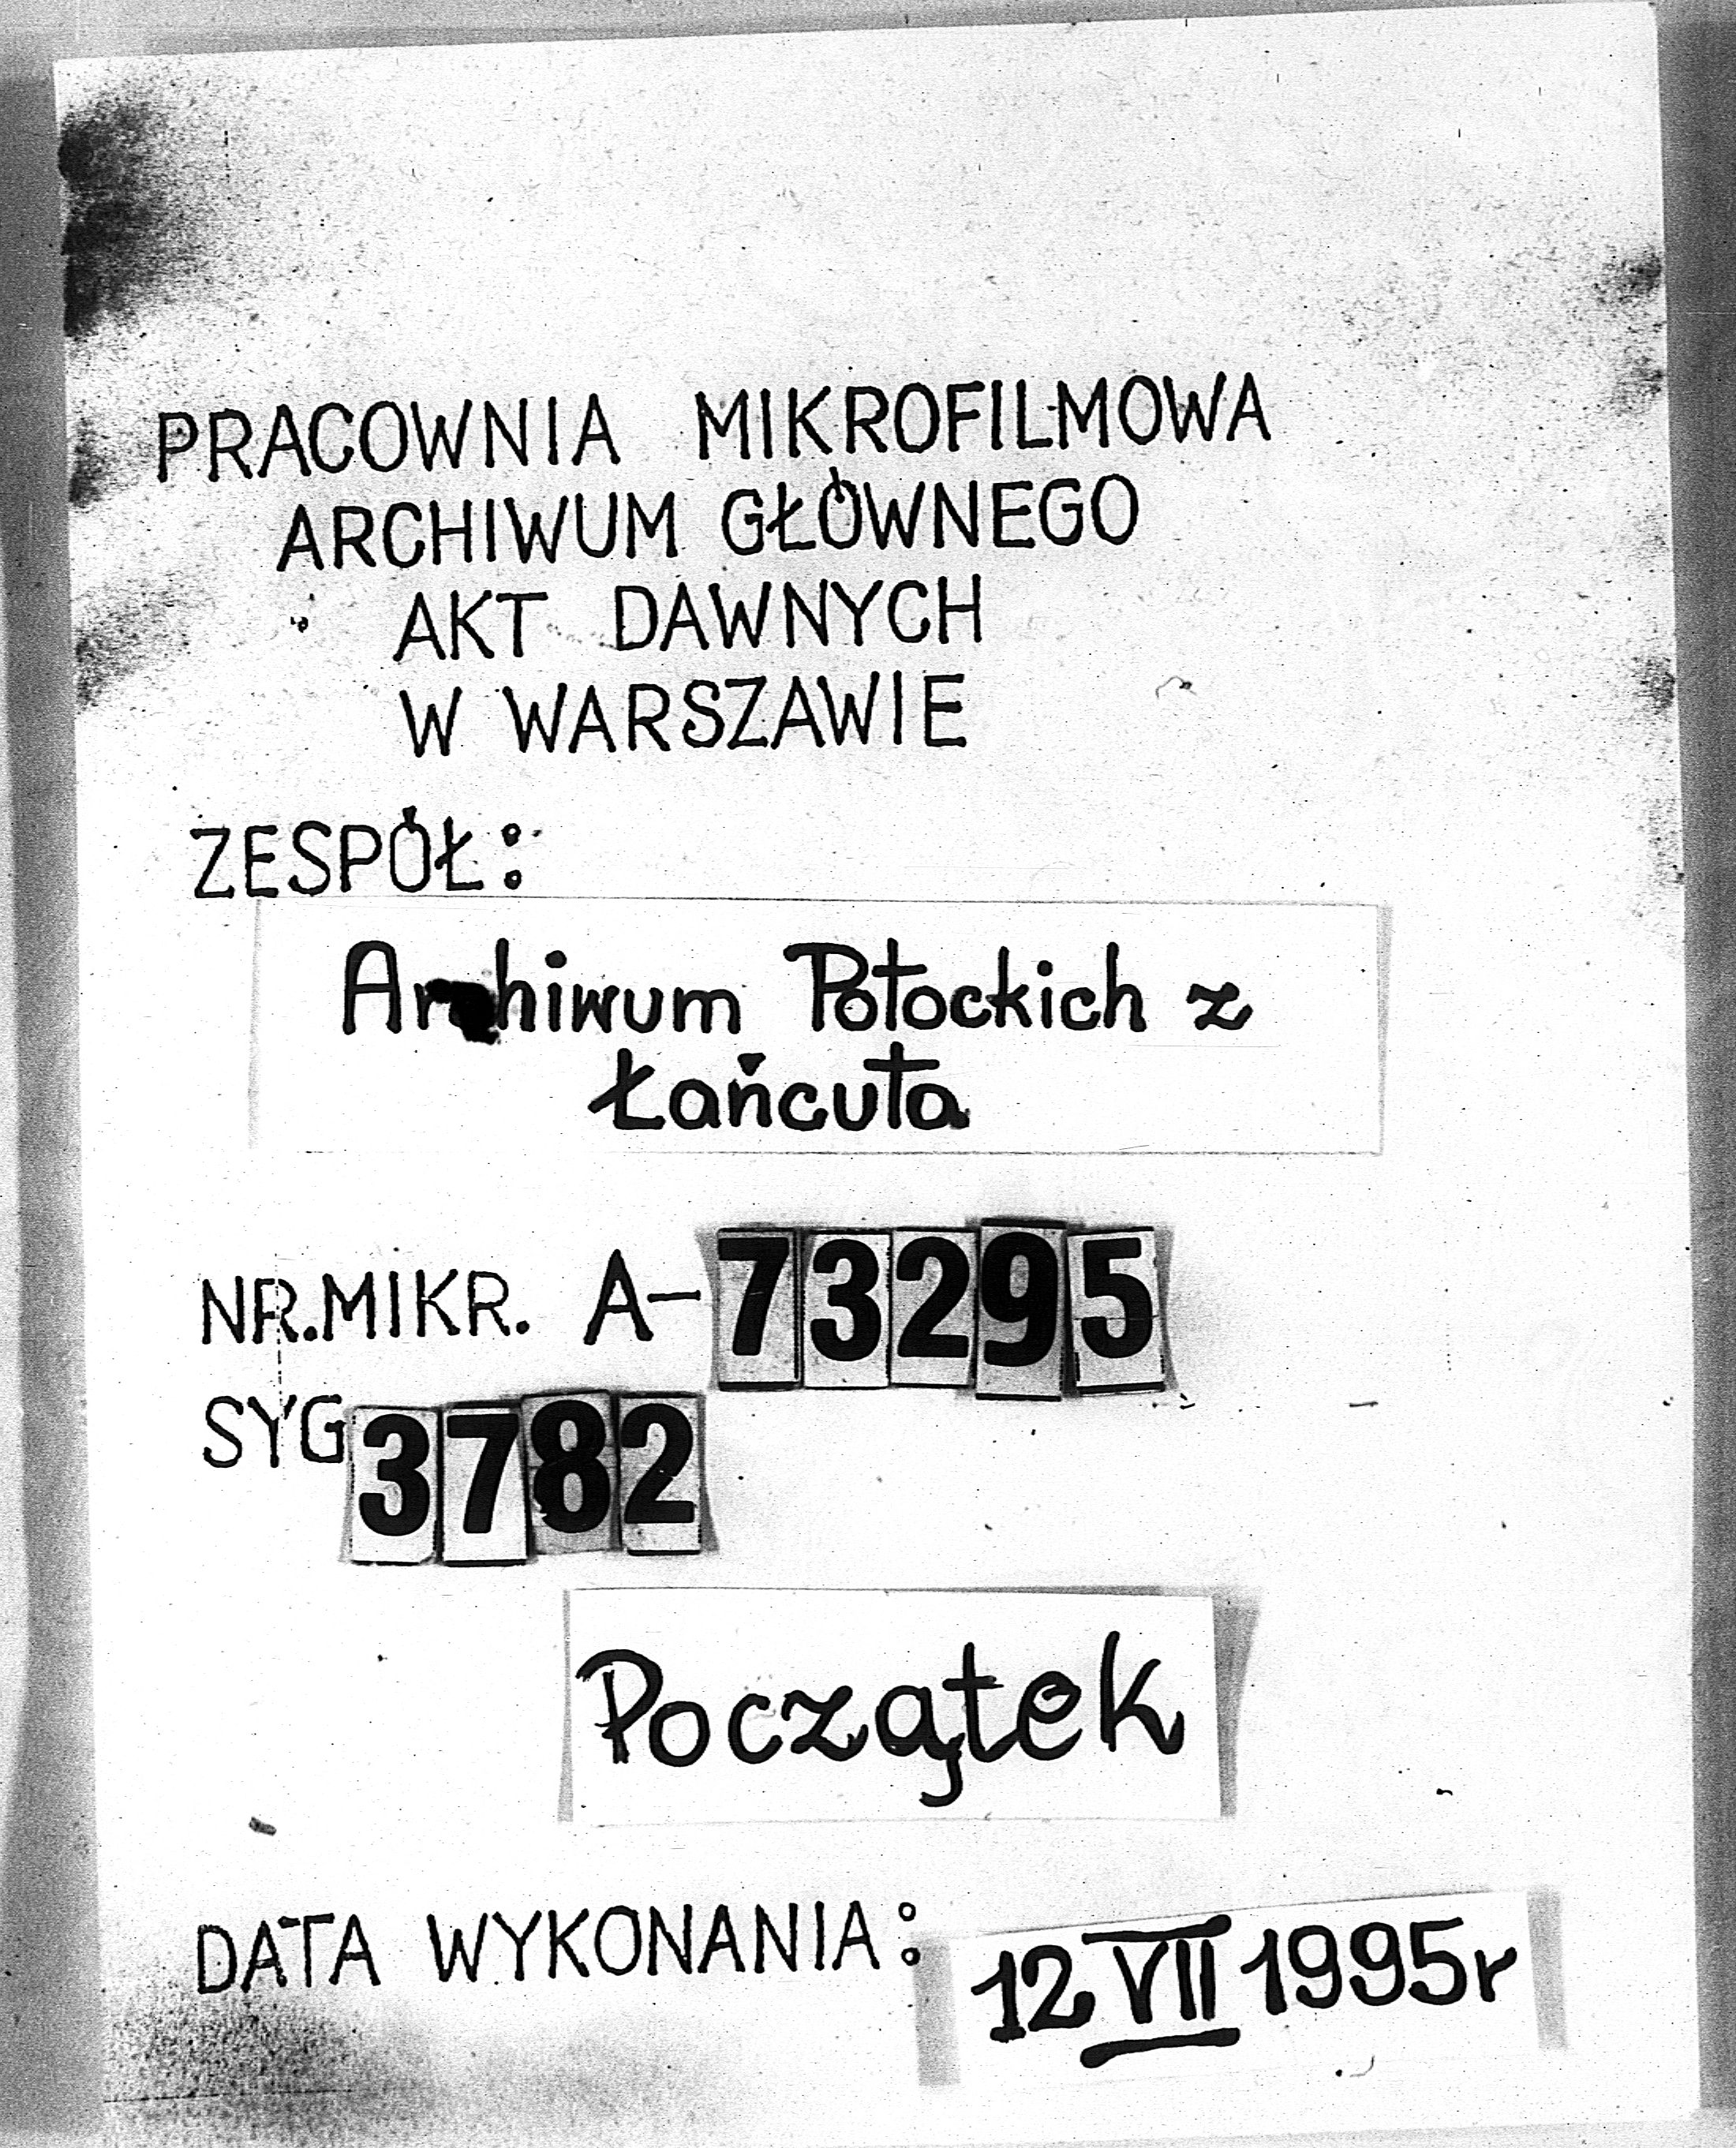 PRACOWNIA MIKROFILMOWA
ARCHIWUM GŁÓWNEGO
AKT DAWNYCH
W WARSZAWIE
ZESPÓŁ:
Archiwum Potockich z
Łańcuta
NR.MIKR. A-73295
SYG 3782
Początek
DATA WYKONANIA: 12 VII 1995r